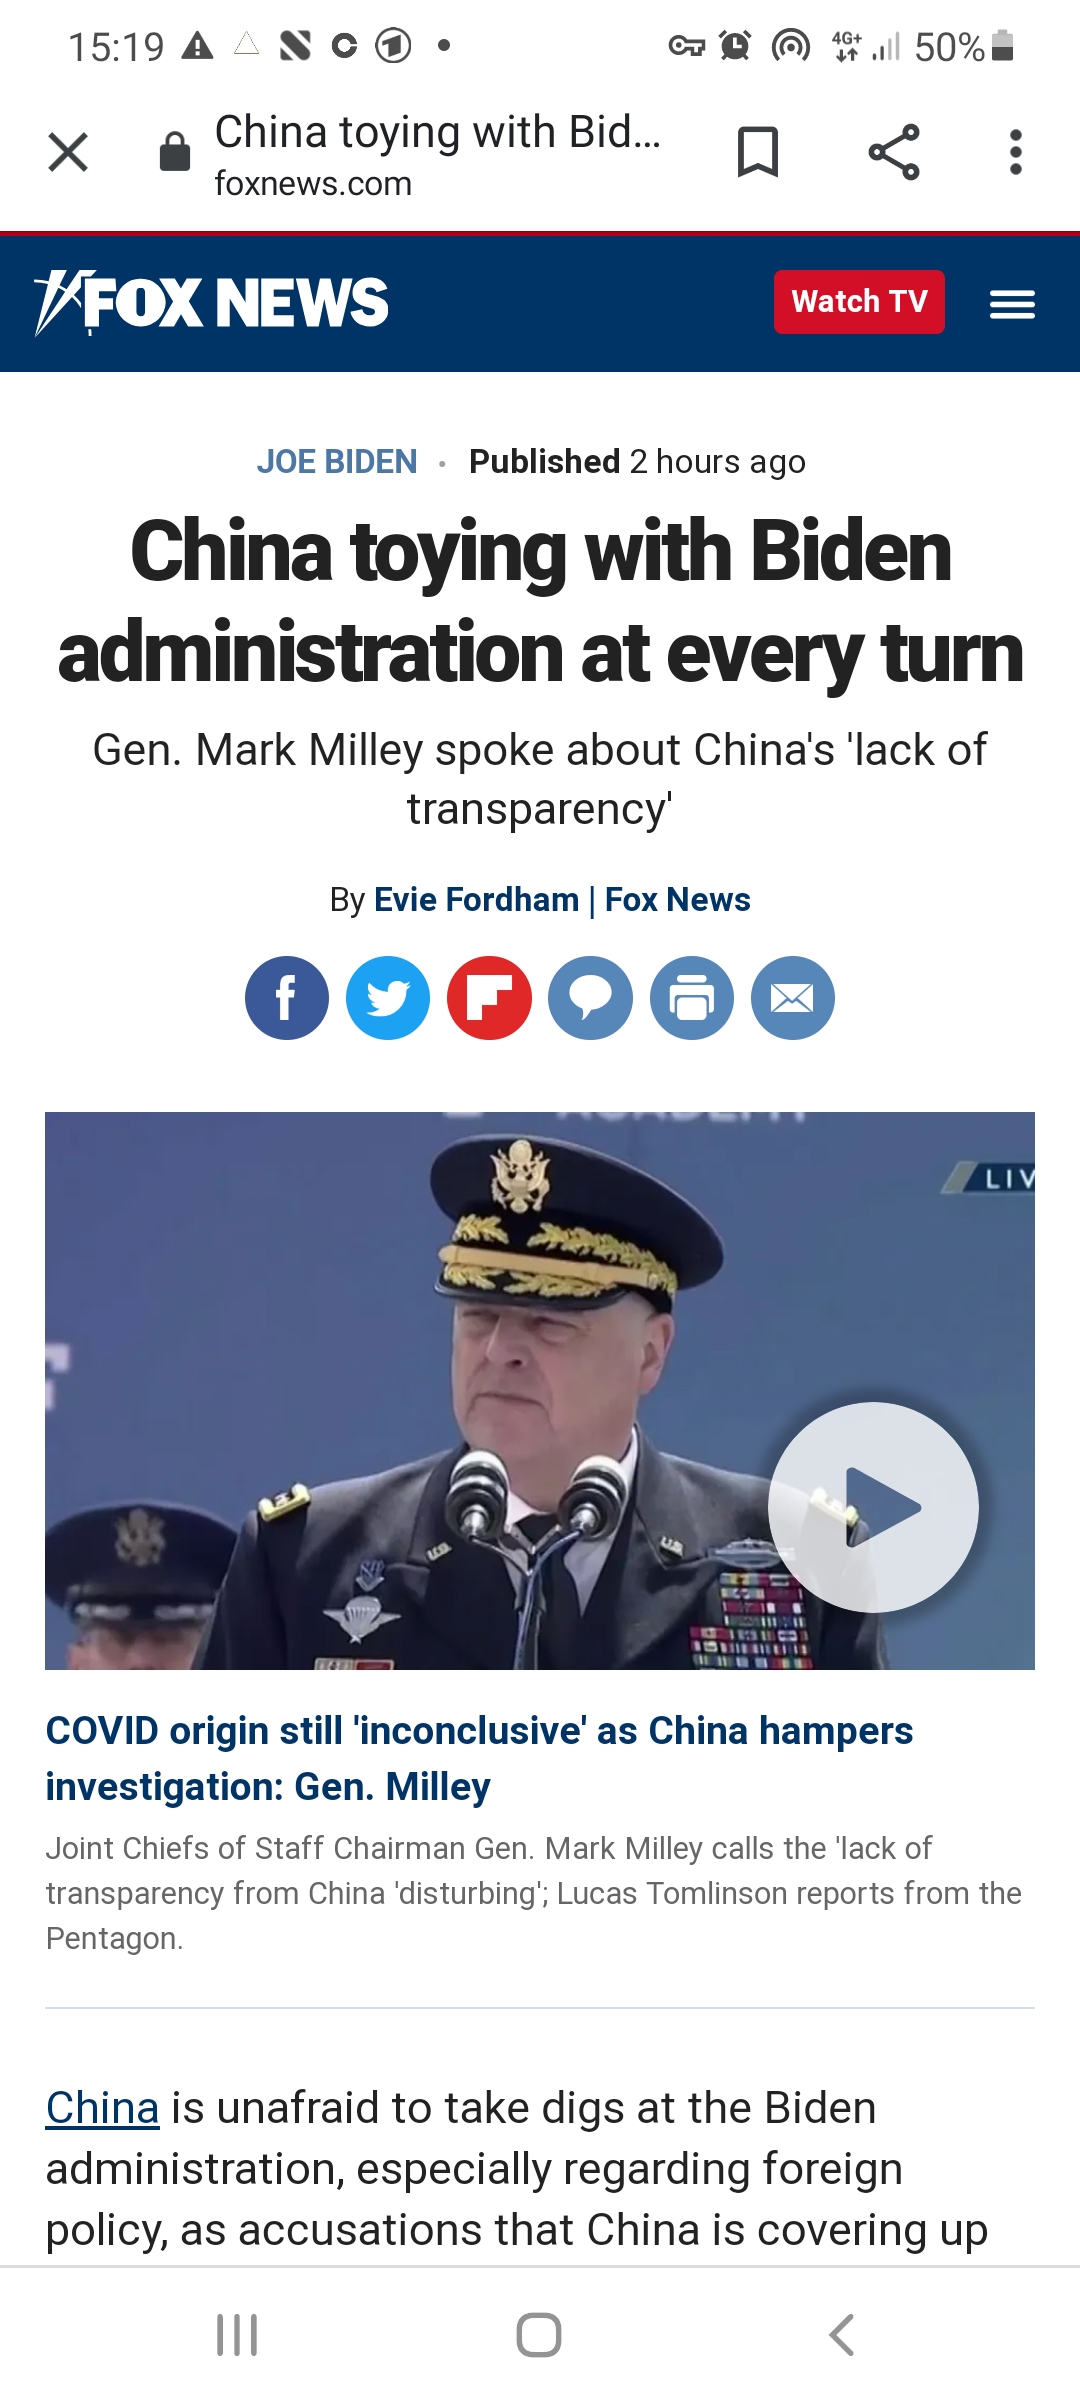 15:19
4G+
50%
China toying with Bid...
foxnews.com
FOX NEWS
Watch TV
JOE BIDEN • Published 2 hours ago
China toying with Biden
administration at every turn
Gen. Mark Milley spoke about China's 'lack of
transparency'
By Evie Fordham | Fox News
ACADEMY
LIV
COVID origin still 'inconclusive' as China hampers
investigation: Gen. Milley
Joint Chiefs of Staff Chairman Gen. Mark Milley calls the 'lack of
transparency from China 'disturbing'; Lucas Tomlinson reports from the
Pentagon.
China is unafraid to take digs at the Biden
administration, especially regarding foreign
policy, as accusations that China is covering up